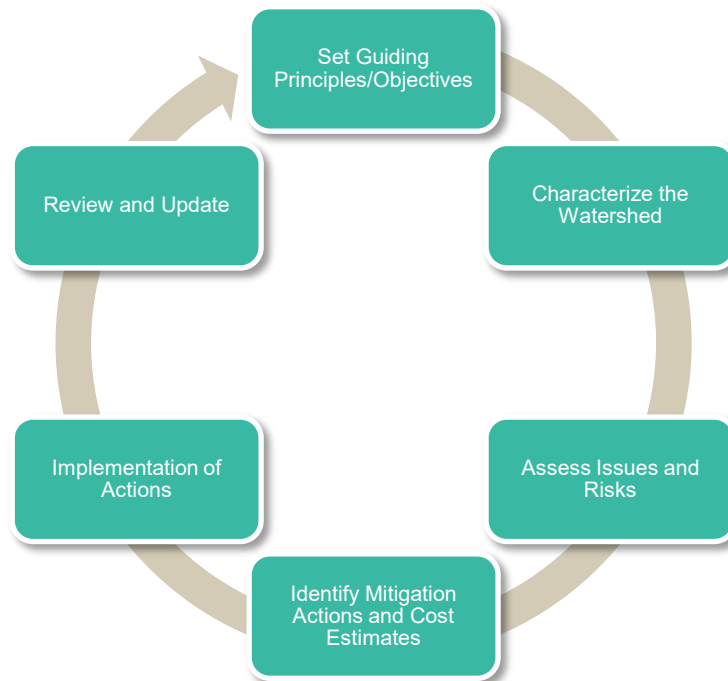 Set Guiding
Principles/Objectives
Characterize the
Watershed
Assess Issues and
Risks
Identify Mitigation
Actions and Cost
Estimates
Implementation of
Actions
Review and Update